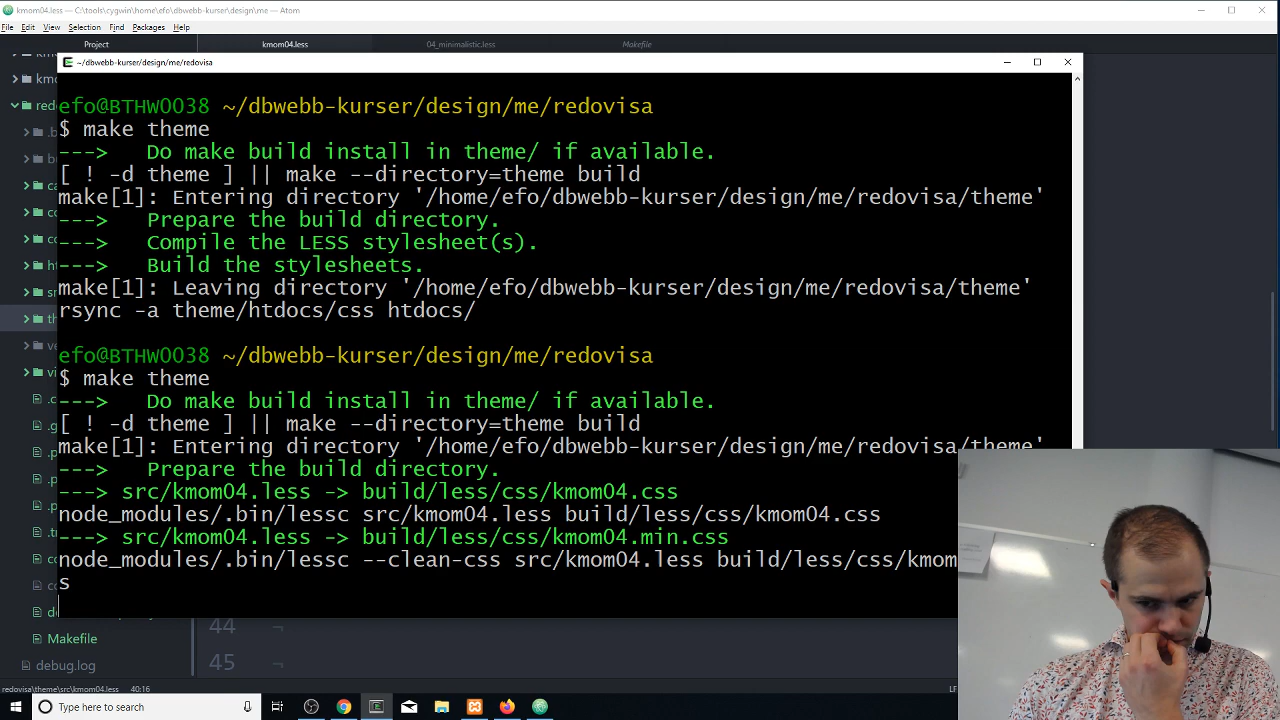 kmom04.less — C:\tools\cygwin\home\efo\dbwebb-kurser\design\me — Atom
File Edit View Selection Find Packages Help
Project kmom04.less 04_minimalistic.less Makefile
~/dbwebb-kurser/design/me/redovisa
efo@BTHW0038 ~/dbwebb-kurser/design/me/redovisa
$ make theme
---> Do make build install in theme/ if available.
[ ! -d theme ] || make --directory=theme build
make[1]: Entering directory '/home/efo/dbwebb-kurser/design/me/redovisa/theme'
---> Prepare the build directory.
---> Compile the LESS stylesheet(s).
---> Build the stylesheets.
make[1]: Leaving directory '/home/efo/dbwebb-kurser/design/me/redovisa/theme'
rsync -a theme/htdocs/css htdocs/
efo@BTHW0038 ~/dbwebb-kurser/design/me/redovisa
$ make theme
---> Do make build install in theme/ if available.
[ ! -d theme ] || make --directory=theme build
make[1]: Entering directory '/home/efo/dbwebb-kurser/design/me/redovisa/theme'
---> Prepare the build directory.
---> src/kmom04.less -> build/less/css/kmom04.css
node_modules/.bin/lessc src/kmom04.less build/less/css/kmom04.css
---> src/kmom04.less -> build/less/css/kmom04.min.css
node_modules/.bin/lessc --clean-css src/kmom04.less build/less/css/kmom
s
44
Makefile
45
debug.log
redovisa\theme\src\kmom04.less 40:16 LF
Type here to search